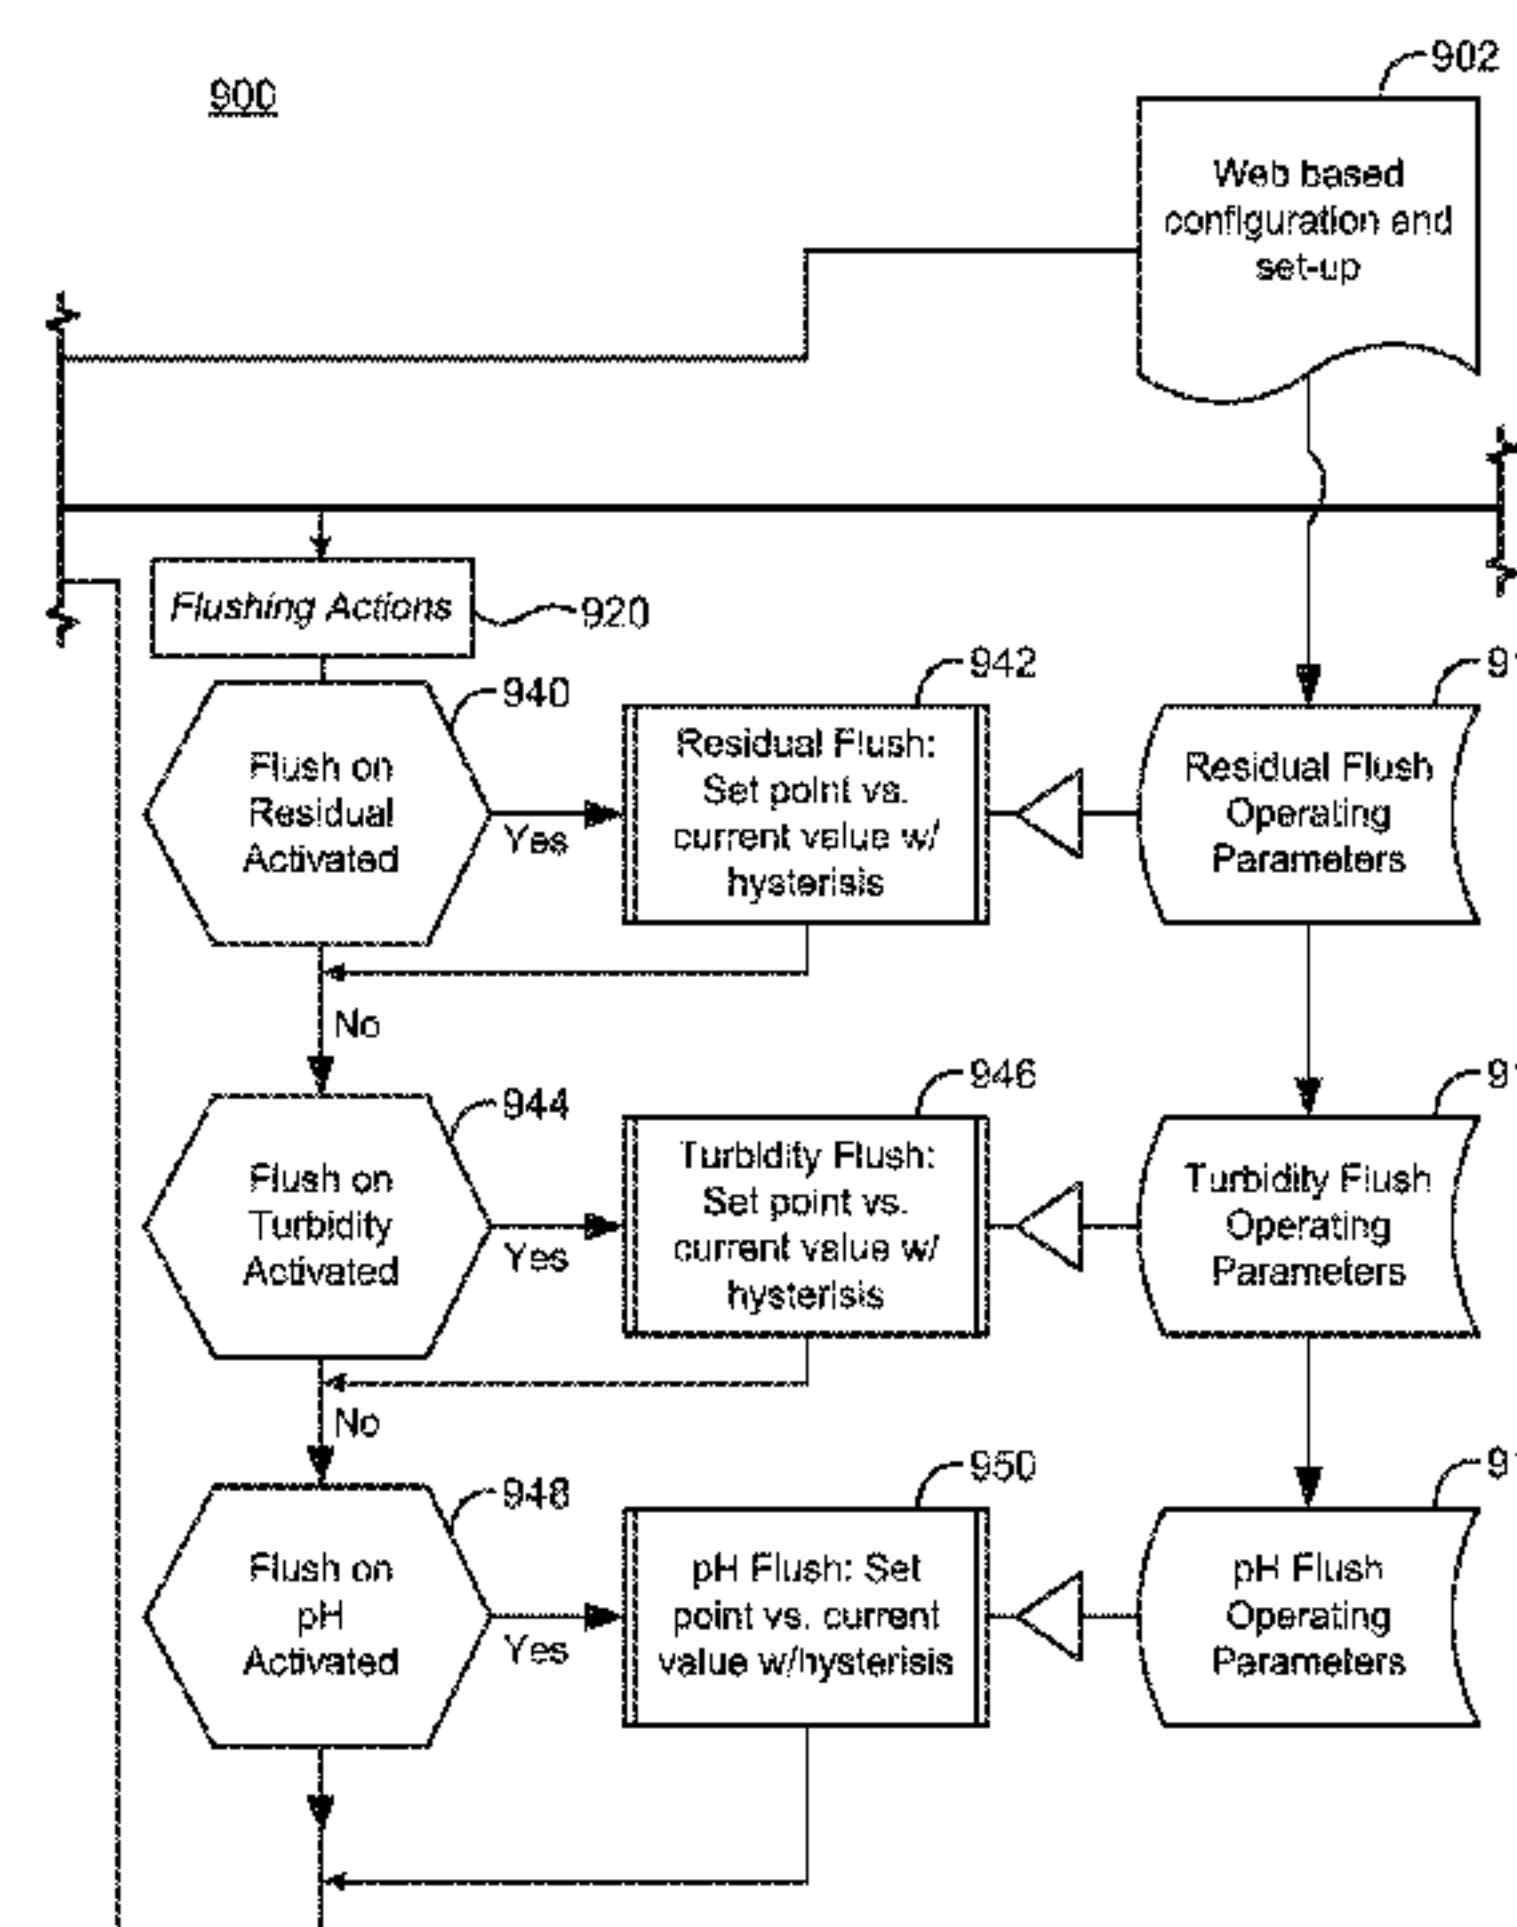 900
902
Web based
configuration and
set-up
Flushing Actions
920
940
Flush on
Residual
Activated
Yes
942
Residual Flush:
Set point vs.
current value w/
hysterisis
Residual Flush
Operating
Parameters
No
944
Flush on
Turbidity
Activated
Yes
946
Turbidity Flush:
Set point vs.
current value w/
hysterisis
Turbidity Flush
Operating
Parameters
No
948
Flush on
pH
Activated
Yes
950
pH Flush: Set
point vs. current
value w/hysterisis
pH Flush
Operating
Parameters